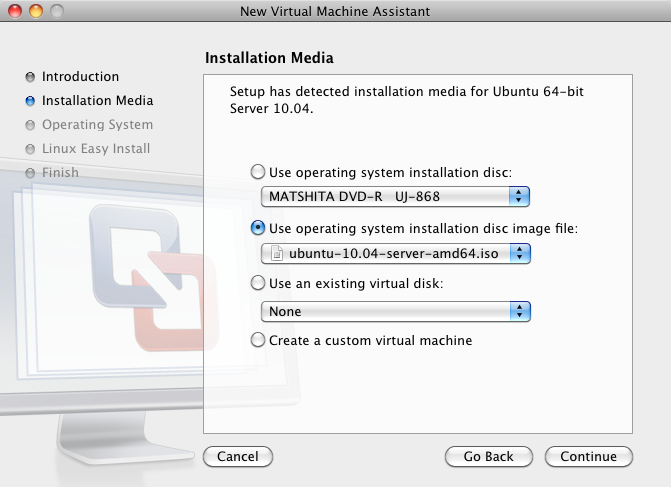 New Virtual Machine Assistant
Introduction
Installation Media
Operating System
Linux Easy Install
Finish
Installation Media
Setup has detected installation media for Ubuntu 64-bit
Server 10.04.
Use operating system installation disc:
MATSHITA DVD-R   UJ-868
Use operating system installation disc image file:
ubuntu-10.04-server-amd64.iso
Use an existing virtual disk:
None
Create a custom virtual machine
Cancel
Go Back
Continue